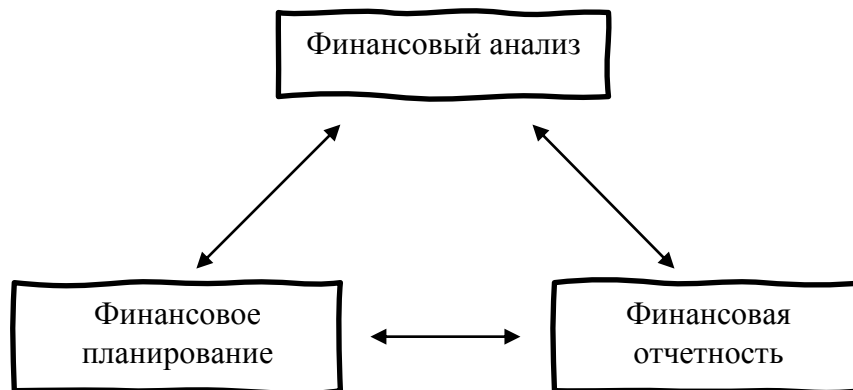 Финансовый анализ
Финансовое
планирование
Финансовая
отчетность